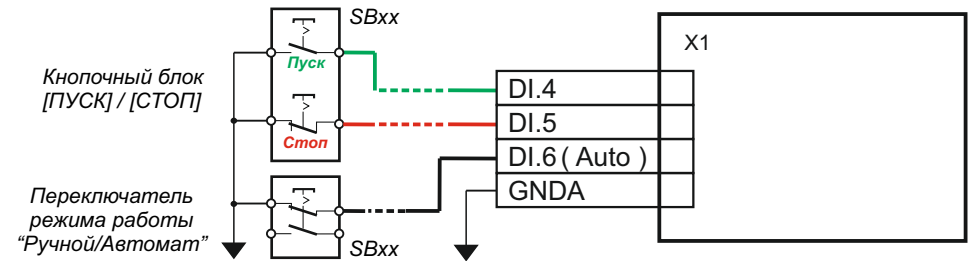 SBxx
X1
Пуск
Кнопочный блок
[ПУСК] / [СТОП]
DI.4
DI.5
Стоп
DI.6 ( Auto )
GNDA
Переключатель
режима работы
“Ручной/Автомат”
SBxx